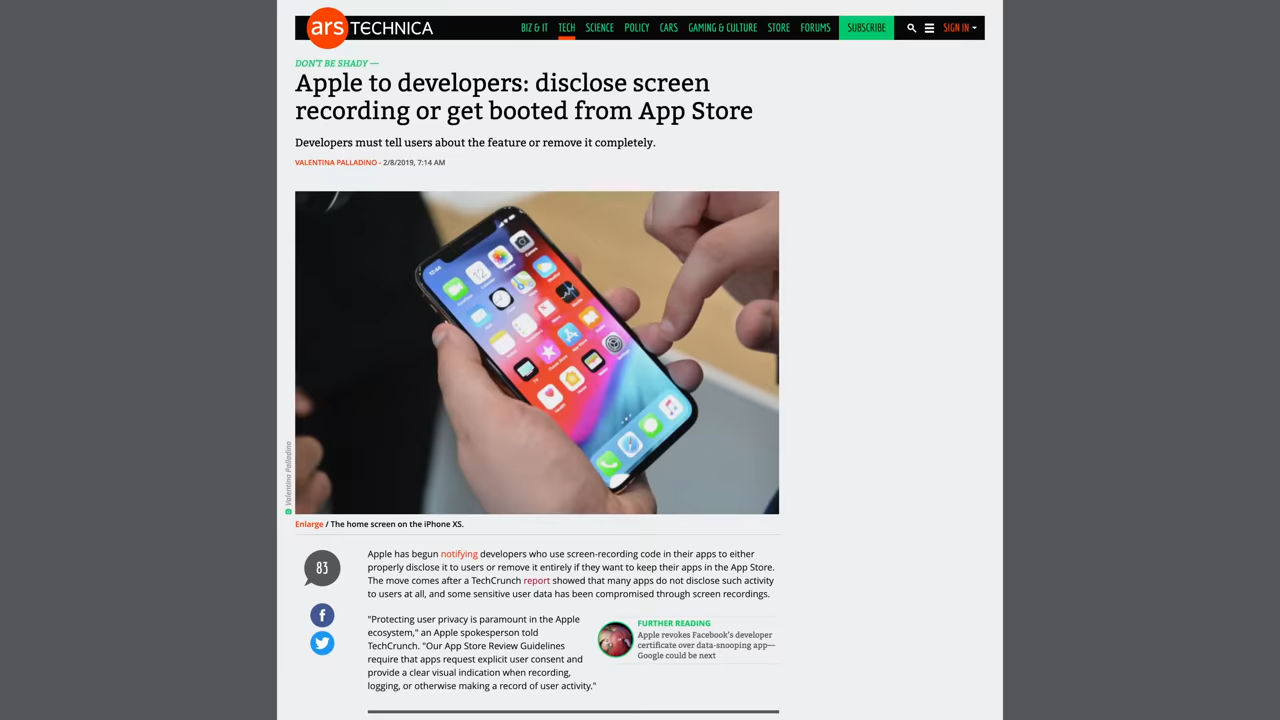 ars TECHNICA
BIZ & IT TECH SCIENCE POLICY CARS GAMING & CULTURE STORE FORUMS SUBSCRIBE SIGN IN
DON'T BE SHADY —
Apple to developers: disclose screen
recording or get booted from App Store
Developers must tell users about the feature or remove it completely.
VALENTINA PALLADINO - 2/8/2019, 7:14 AM
12
Valentina Palladino
Enlarge / The home screen on the iPhone XS.
83
Apple has begun notifying developers who use screen-recording code in their apps to either
properly disclose it to users or remove it entirely if they want to keep their apps in the App Store.
The move comes after a TechCrunch report showed that many apps do not disclose such activity
to users at all, and some sensitive user data has been compromised through screen recordings.
"Protecting user privacy is paramount in the Apple
ecosystem," an Apple spokesperson told
TechCrunch. "Our App Store Review Guidelines
require that apps request explicit user consent and
provide a clear visual indication when recording,
logging, or otherwise making a record of user activity."
FURTHER READING
Apple revokes Facebook's developer
certificate over data-snooping app—
Google could be next